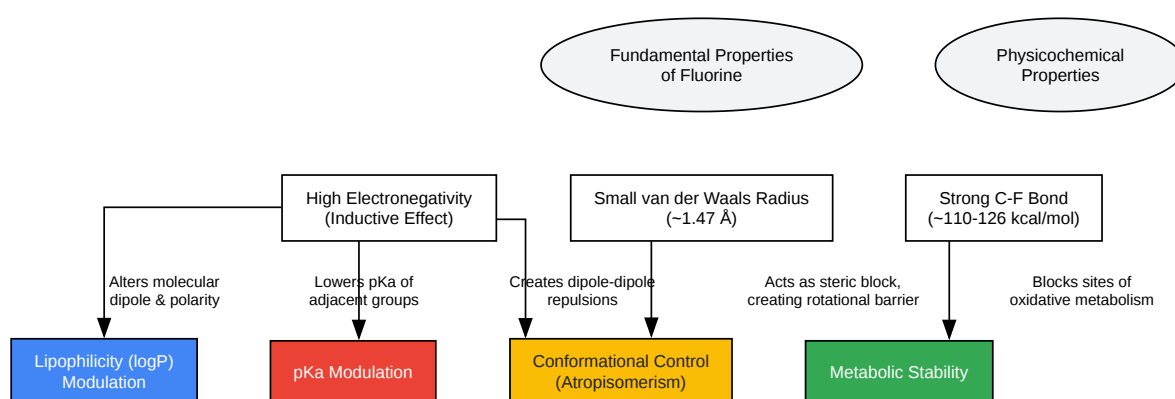 Fundamental Properties
of Fluorine
Physicochemical
Properties
High Electronegativity
(Inductive Effect)
Small van der Waals Radius
(~1.47 Å)
Strong C-F Bond
(~110-126 kcal/mol)
Alters molecular
dipole & polarity
Lowers pKa of
adjacent groups
Creates dipole-dipole
repulsions
Acts as steric block,
creating rotational barrier
Blocks sites of
oxidative metabolism
Lipophilicity (logP)
Modulation
pKa Modulation
Conformational Control
(Atropisomerism)
Metabolic Stability